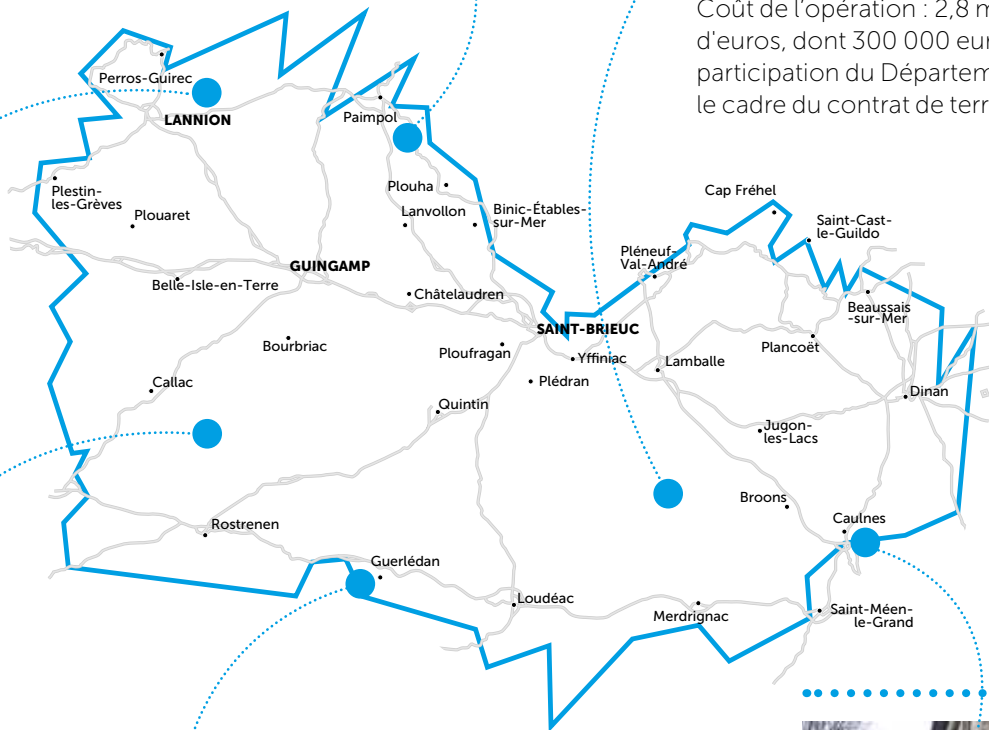 Coût de l'opération : 2,8 m
d'euros, dont 300 000 eur
participation du Départem
le cadre du contrat de terr
Perros-Guirec
LANNION
Paimpol
Plestin-
les-Grèves
Plouaret
Plouha
Lanvollon
Binic-Étables-
sur-Mer
Cap Fréhel
Saint-Cast-
le-Guildo
Pléneuf-
Val-André
GUINGAMP
Belle-Isle-en-Terre
Châtelaudren
Beaussais
-sur-Mer
SAINT-BRIEUC
Bourbriac
Ploufragan
Yffiniac
Lamballe
Plancoët
Callac
Plédran
Dinan
Quintin
Jugon-
les-Lacs
Broons
Caulnes
Rostrenen
Guerlédan
Loudéac
Merdrignac
Saint-Méen-
le-Grand